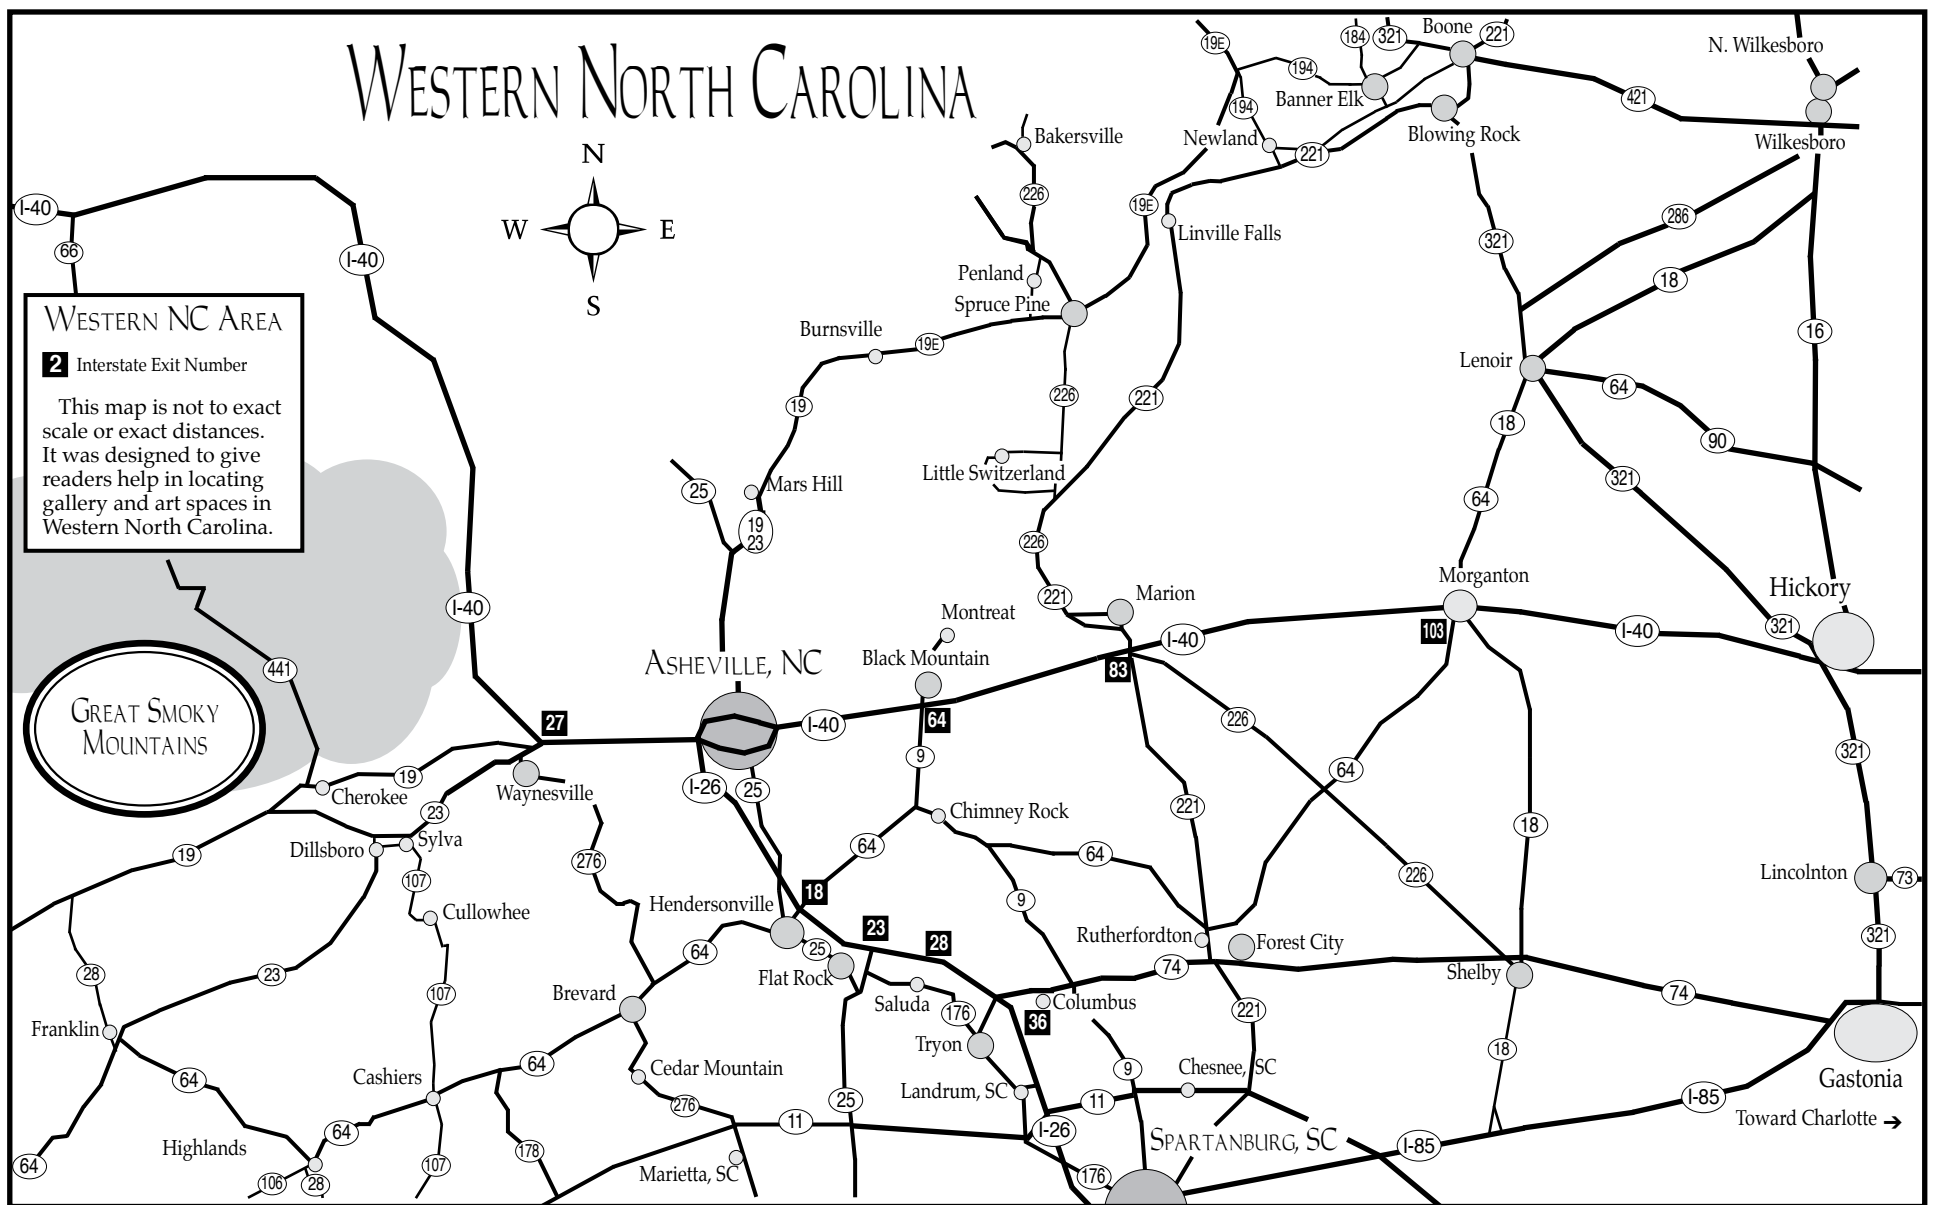 WESTERN NORTH CAROLINA
N
W E
S
WESTERN NC AREA
2 Interstate Exit Number
This map is not to exact
scale or exact distances.
It was designed to give
readers help in locating
gallery and art spaces in
Western North Carolina.
GREAT SMOKY
MOUNTAINS
I-40
66
I-40
I-40
441
27
19
Cherokee
Waynesville
23
19
Dillsboro
Sylva
107
Cullowhee
107
28
23
Franklin
64
64
Highlands
106
28
64
Cashiers
107
64
178
276
Brevard
64
Cedar Mountain
276
11
Marietta, SC
25
ASHEVILLE, NC
25
19
23
Mars Hill
19
Burnsville
19E
I-40
I-26
25
Montreat
Black Mountain
64
9
Chimney Rock
64
18
Hendersonville
25
Flat Rock
23
28
Saluda
176
Tryon
36
Columbus
Landrum, SC
11
I-26
176
9
Chesnee, SC
SPARTANBURG, SC
I-85
I-85
Toward Charlotte ➔
Gastonia
64
9
74
Rutherfordton
Forest City
221
221
64
226
226
18
Shelby
18
74
Lincolnton
73
321
321
Bakersville
226
Penland
Spruce Pine
226
Little Switzerland
226
221
221
Marion
83
I-40
Morganton
103
I-40
Hickory
321
321
64
18
Lenoir
64
90
18
286
16
321
Linville Falls
19E
Newland
194
194
19E
184
321
Boone
221
Banner Elk
221
Blowing Rock
421
N. Wilkesboro
Wilkesboro